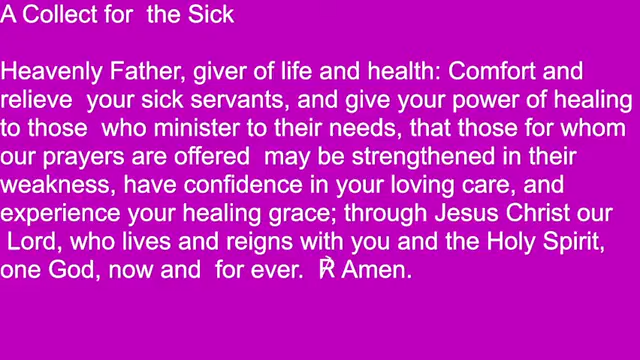 A Collect for  the Sick
Heavenly Father, giver of life and health: Comfort and
relieve  your sick servants, and give your power of healing
to those  who minister to their needs, that those for whom
our prayers are offered  may be strengthened in their
weakness, have confidence in your loving care, and
experience your healing grace; through Jesus Christ our
Lord, who lives and reigns with you and the Holy Spirit,
one God, now and  for ever.  ℟ Amen.